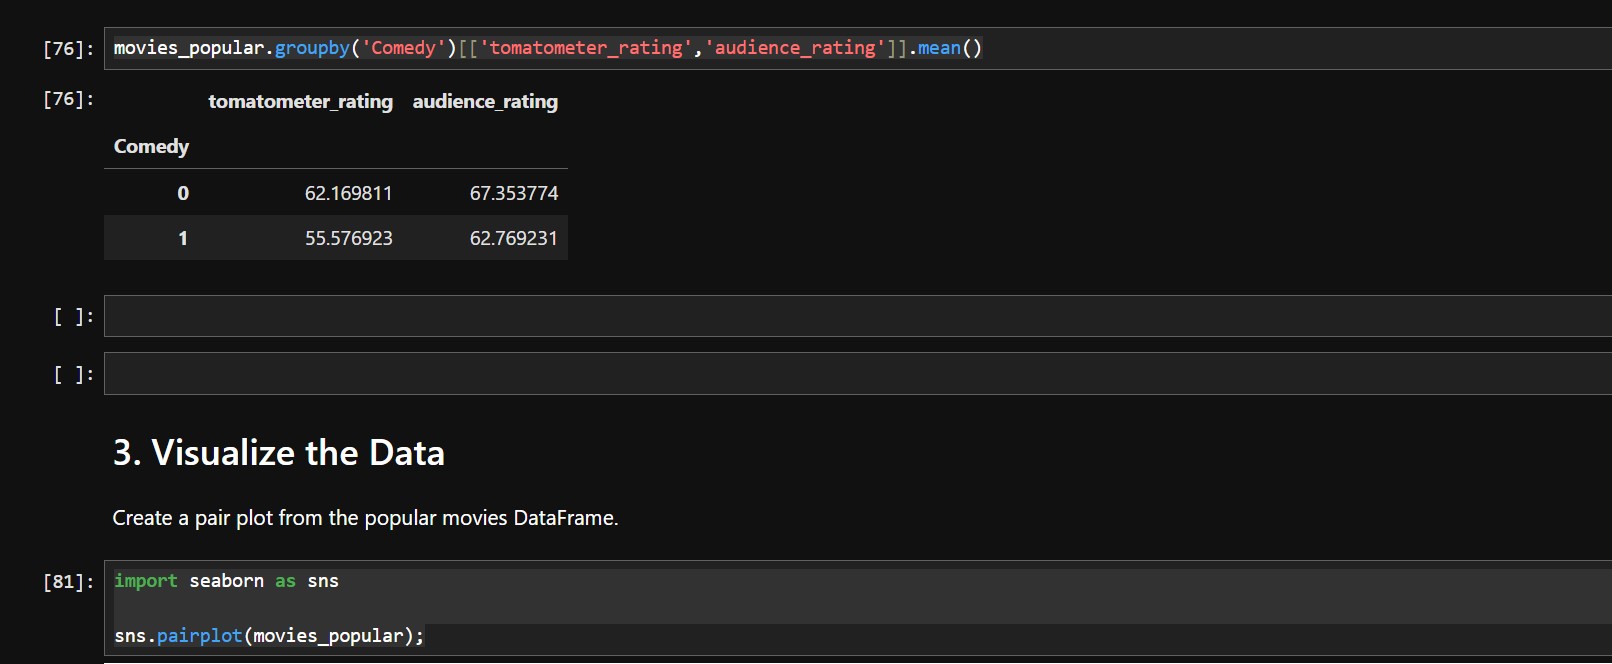 [76]: movies_popular.groupby('Comedy')[['tomatometer_rating','audience_rating']].mean()
[76]: tomatometer_rating audience_rating
Comedy
0 62.169811 67.353774
1 55.576923 62.769231
[ ]:
[ ]:
3. Visualize the Data
Create a pair plot from the popular movies DataFrame.
[81]: import seaborn as sns
sns.pairplot(movies_popular);